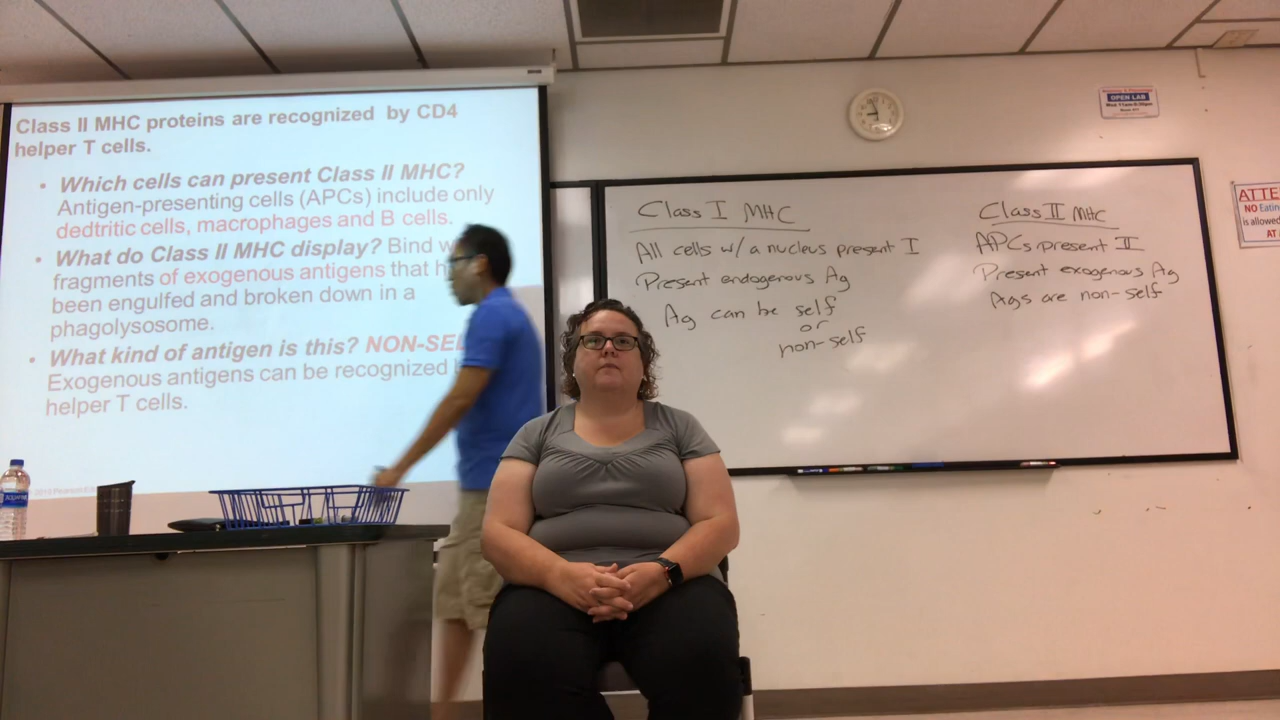 Class II MHC proteins are recognized by CD4
helper T cells.
• Which cells can present Class II MHC?
Antigen-presenting cells (APCs) include only
dedtritic cells, macrophages and B cells.
• What do Class II MHC display? Bind w
fragments of exogenous antigens that h
been engulfed and broken down in a
phagolysosome.
• What kind of antigen is this? NON-SEL
Exogenous antigens can be recognized
helper T cells.
Class I MHC
All cells w/ a nucleus present I
Present endogenous Ag
Ag can be self
or
non-self
Class II MHC
APCs present II
Present exogenous Ag
Ags are non-self
OPEN LAB
ATTE
NO Eatin
is allowed
AT